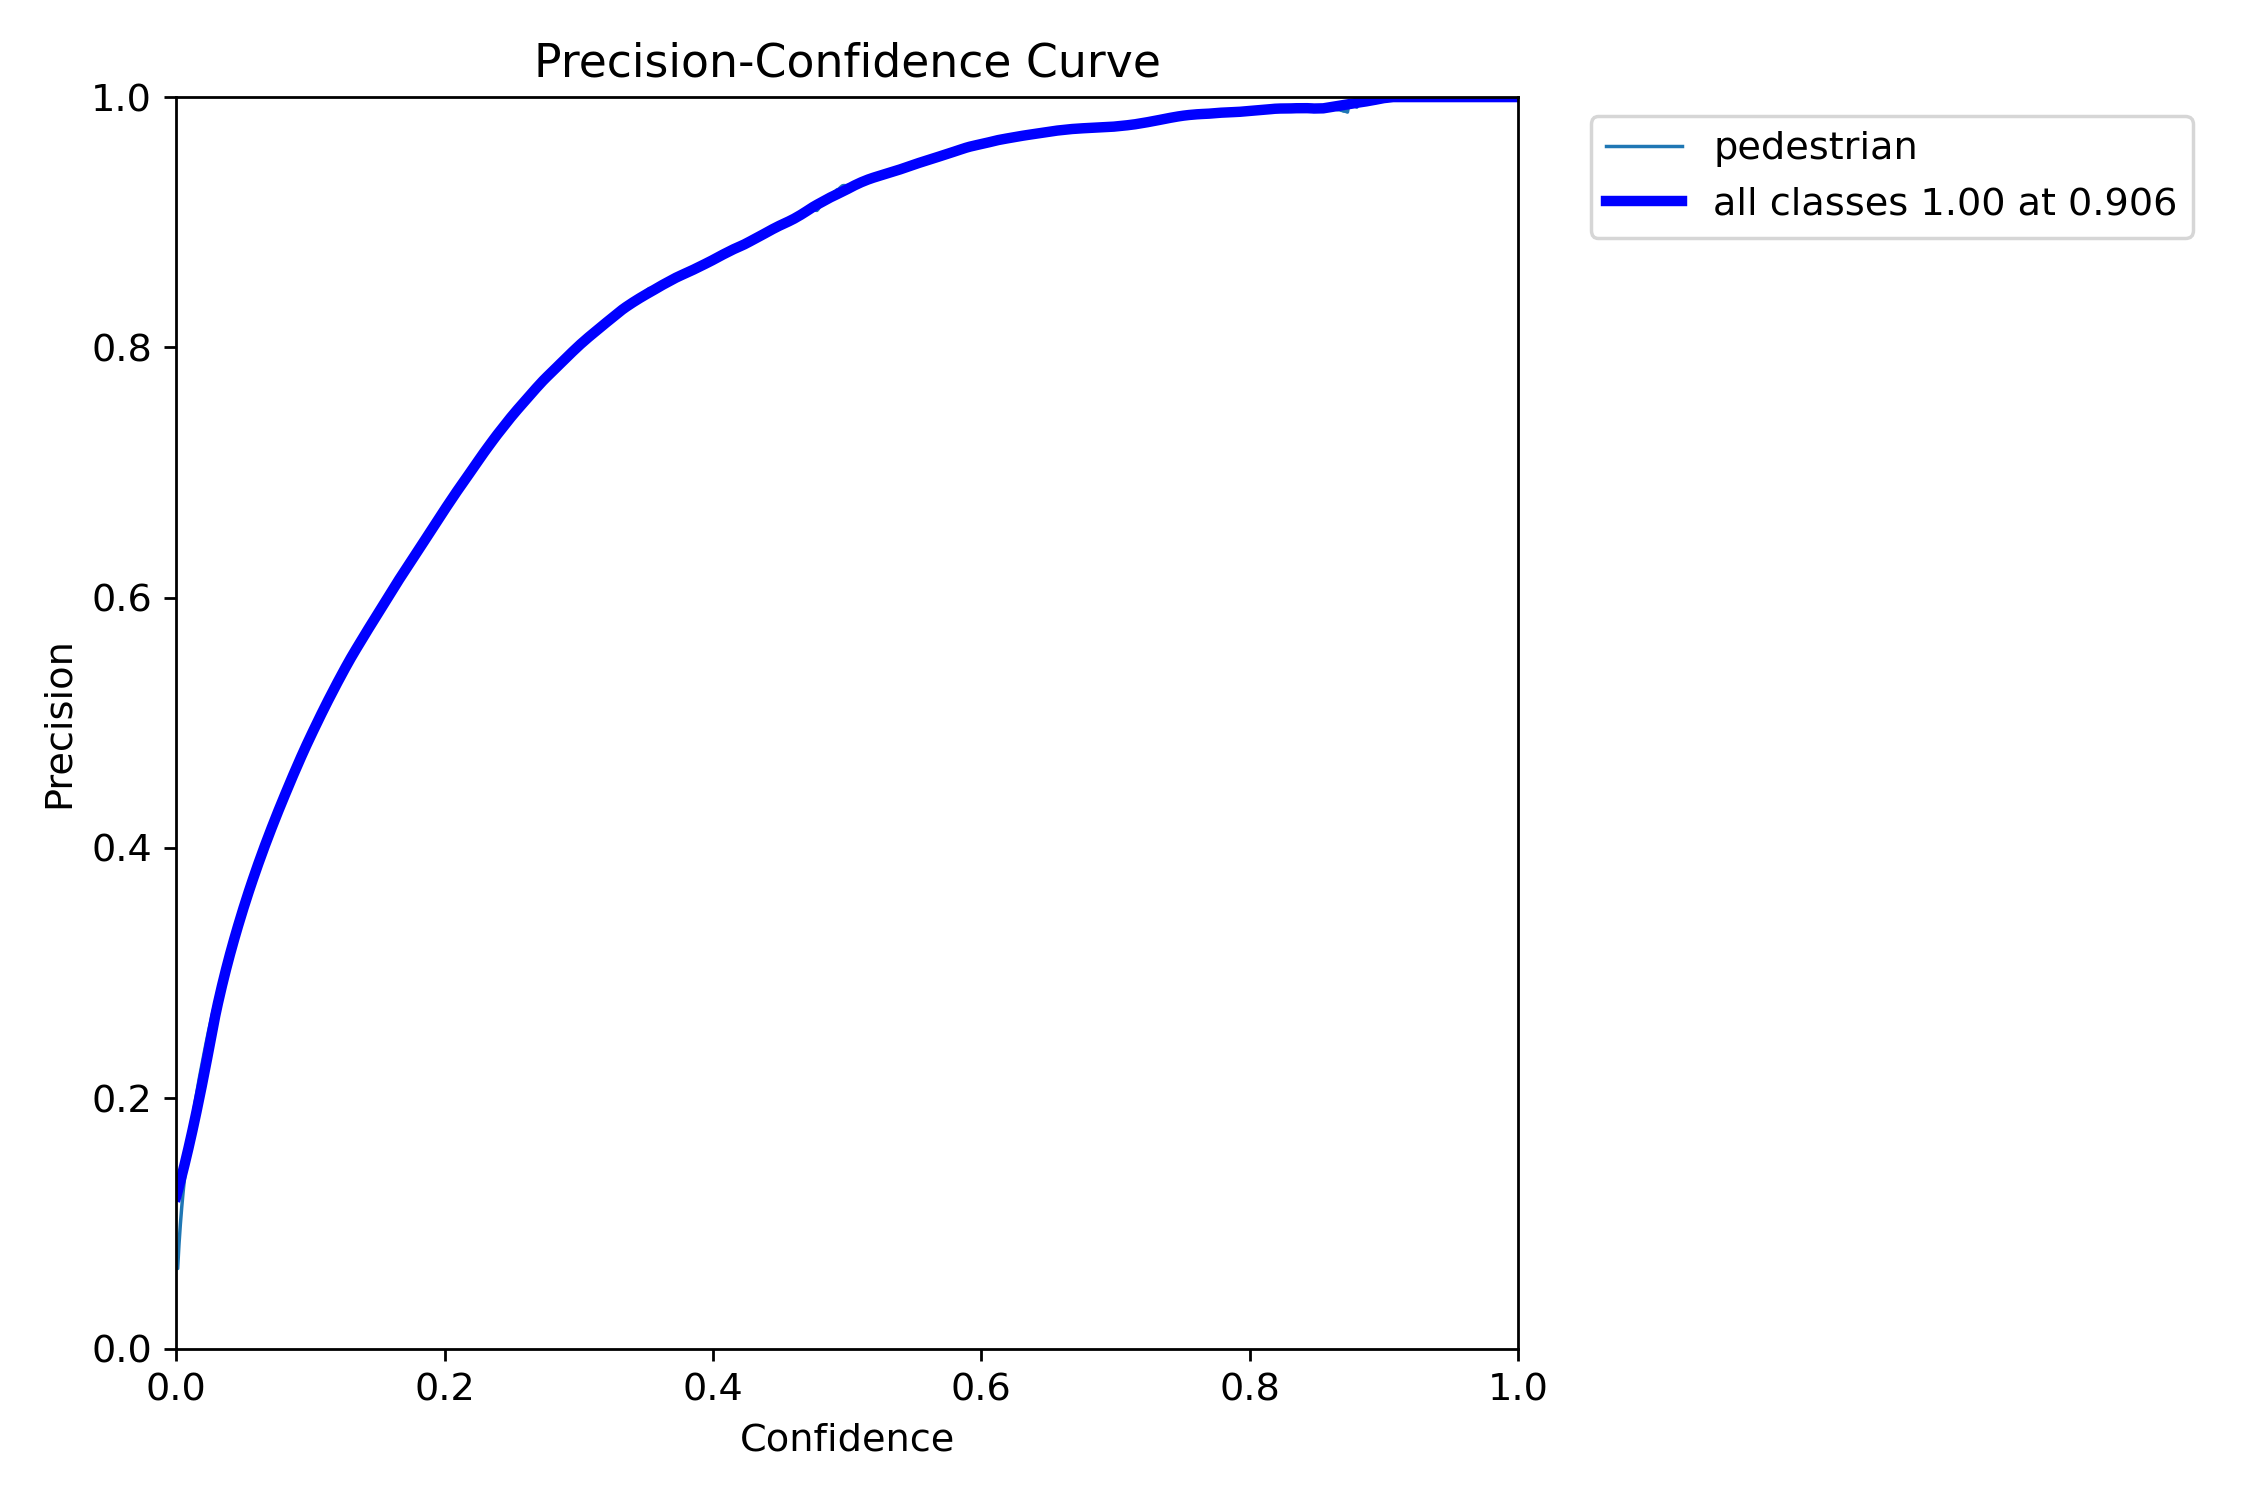 Precision-Confidence Curve
1.0
0.8
0.6
0.4
0.2
0.0
Precision
0.0 0.2 0.4 0.6 0.8 1.0
Confidence
pedestrian
all classes 1.00 at 0.906